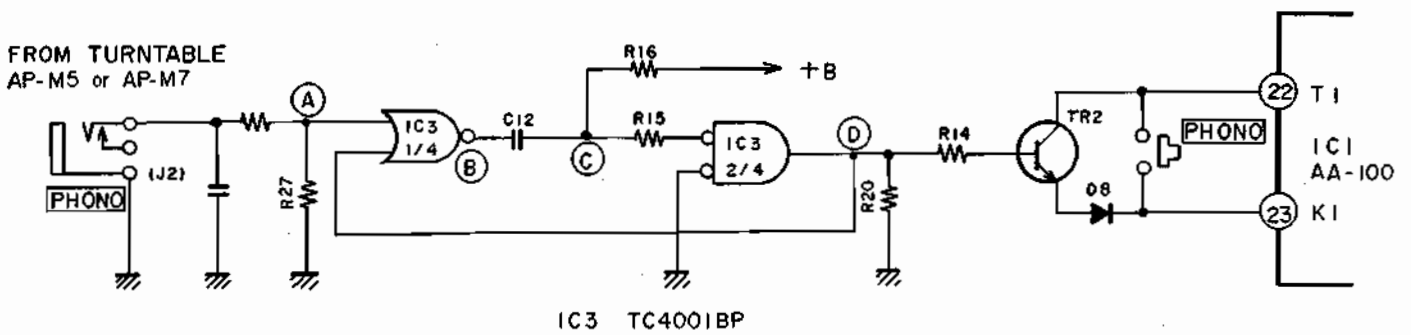 FROM TURNTABLE
AP-M5 or AP-M7
PHONO
(J2)
A
R27
IC3
1/4
B
C12
C
R16
+B
R15
IC3
2/4
D
R20
R14
TR2
D8
PHONO
22 T1
IC1
AA-100
23 K1
IC3 TC4001BP